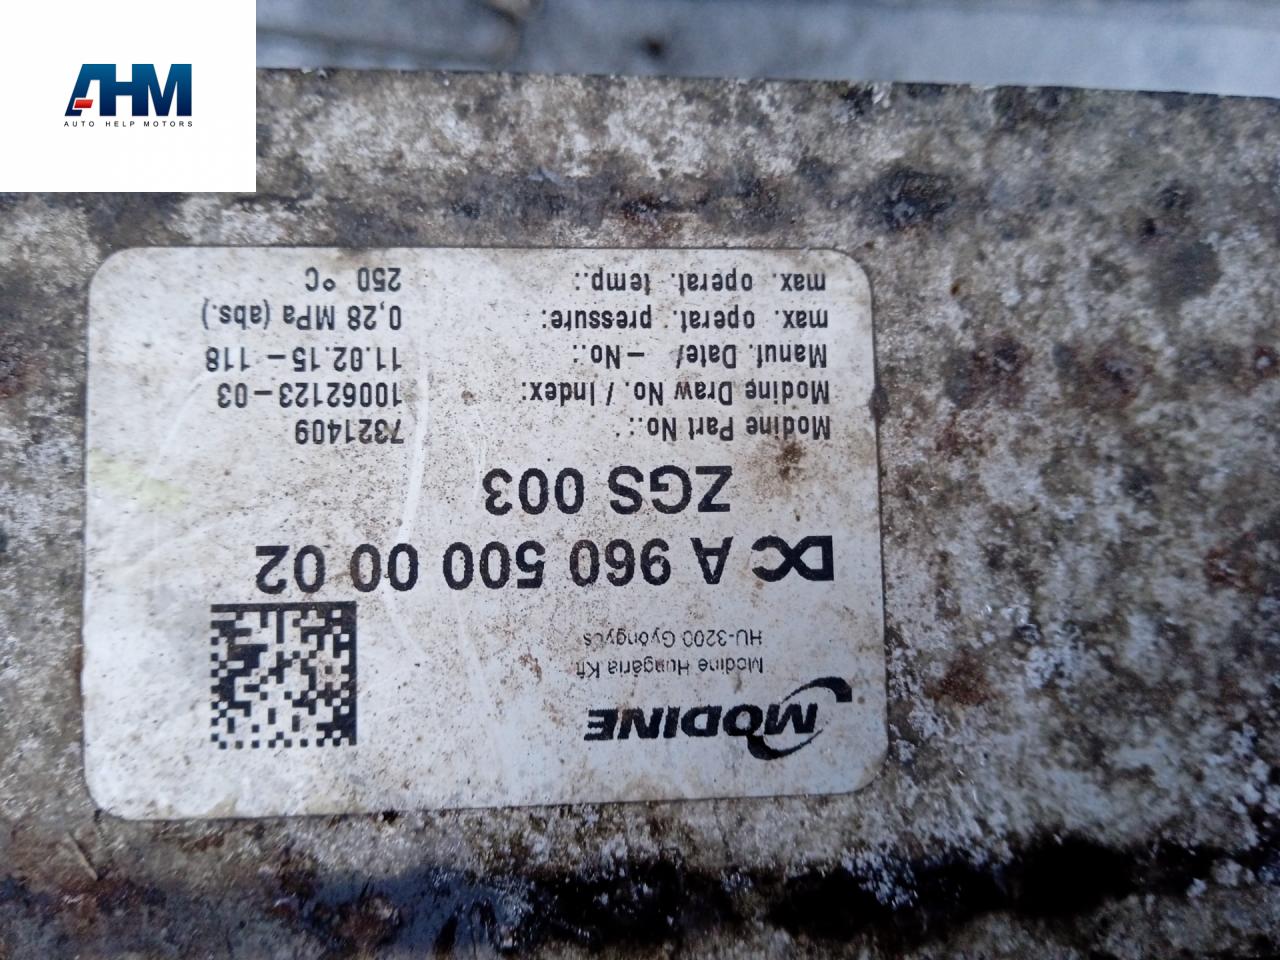 AHM
AUTO HELP MOTORS
MODINE
Modine Hungária Kft
HU-3200 Gyöngyös
DC A 960 500 00 02
ZGS 003
Modine Part No.: 7321409
Modine Draw No. / Index: 10062123-03
Manuf. Date/ -No.: 11.02.15-118
max. operat. pressure: 0,28 MPa (abs.)
max. operat. temp.: 250 °C